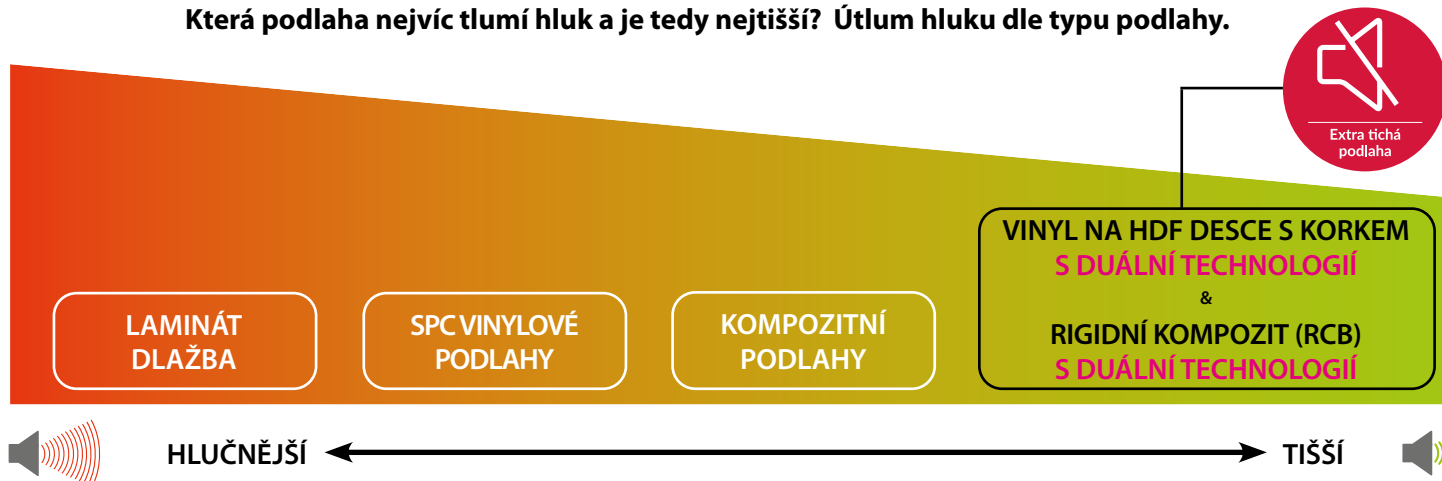 Která podlaha nejvíc tlumí hluk a je tedy nejtišší? Útlum hluku dle typu podlahy.
Extra tichá
podlaha
VINYL NA HDF DESCE S KORKEM
S DUÁLNÍ TECHNOLOGIÍ
&
RIGIDNÍ KOMPOZIT (RCB)
S DUÁLNÍ TECHNOLOGIÍ
LAMINÁT
DLAŽBA
SPC VINYLOVÉ
PODLAHY
KOMPOZITNÍ
PODLAHY
HLUČNĚJŠÍ
TIŠŠÍ